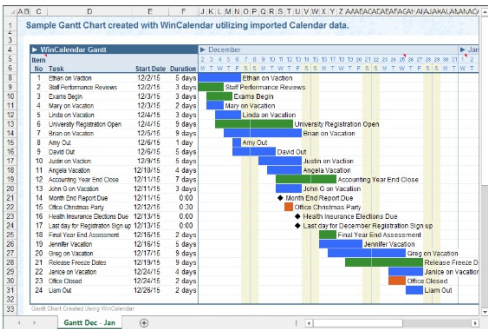 Sample Gantt Chart created with WinCalendar utilizing imported Calendar data.
▶ WinCalendar Gantt ▶ December ▶ Jan
Item
No Task Start Date Duration
1 Ethan on Vaction 12/2/15 5 days Ethan on Vacation
2 Staff Performance Reviews 12/3/15 3 days Staff Performance Reviews
3 Exams Begin 12/3/15 3 days Exams Begin
4 Mary on Vacation 12/3/15 2 days Mary on Vacation
5 Linda on Vacation 12/4/15 3 days Linda on Vacation
6 University Registration Open 12/4/15 9 days University Registration Open
7 Brian on Vacation 12/5/15 9 days Brian on Vacation
8 Amy Out 12/6/15 1 day Amy Out
9 David Out 12/6/15 5 days David Out
10 Justin on Vaction 12/9/15 5 days Justin on Vaction
11 Angela Vacation 12/10/15 4 days Angela Vacation
12 Accounting Year End Close 12/11/15 7 days Accounting Year End Close
13 John G on Vacation 12/11/15 3 days John G on Vacation
14 Month End Report Due 12/11/15 0:00 Month End Report Due
15 Office Christmas Party 12/12/15 0:30 Office Christmas Party
16 Health Insurance Elections Due 12/13/15 0:00 Health Insurance Elections Due
17 Last day for Registration Sign up 12/13/15 0:00 Last day for December Registration Sign up
18 Final Year End Assessment 12/16/15 2 days Final Year End Assessment
19 Jennifer Vacation 12/16/15 5 days Jennifer Vacation
20 Greg on Vacation 12/17/15 9 days Greg on Vacation
21 Release Freeze Dates 12/19/15 9 days Release Freeze D
22 Janice on Vacation 12/24/15 4 days Janice on Vacation
23 Office Closed 12/24/15 2 days Office Closed
24 Liam Out 12/26/15 2 days Liam Out
Gantt Chart Created Using WinCalendar
Gantt Dec - Jan